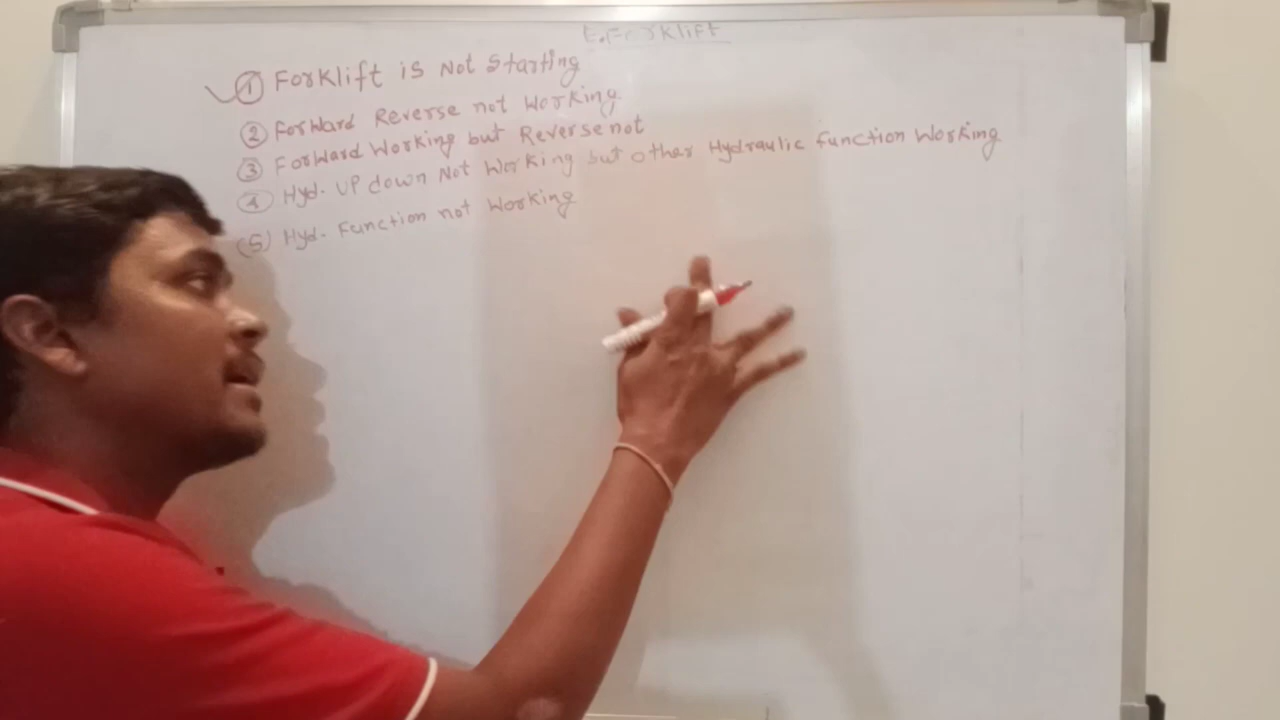 E.Forklift
① Forklift is Not Starting
② Forward Reverse not Working
③ Forward Working but Reverse not
④ Hyd. UP down Not Working but other Hydraulic function Working
(5) Hyd- Function not Working